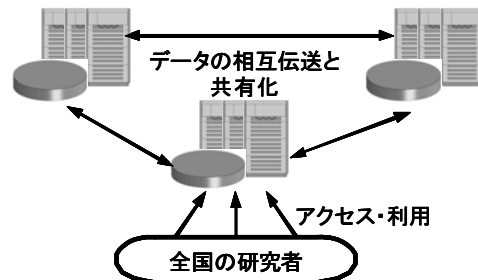 データの相互伝送と
共有化
アクセス・利用
全国の研究者